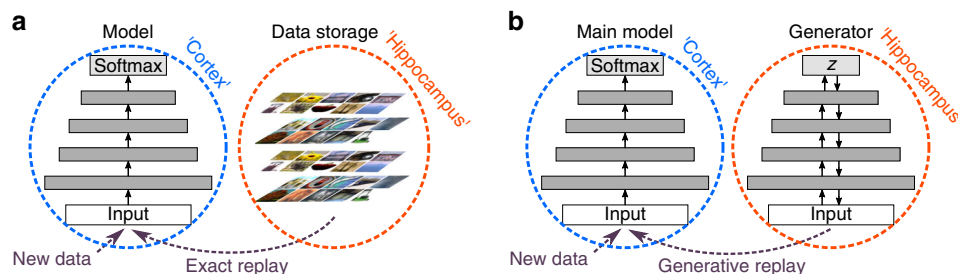 a
Model
'Cortex'
Softmax
Input
New data
Data storage
'Hippocampus'
Exact replay
b
Main model
'Cortex'
Softmax
Input
New data
Generator
'Hippocampus'
z
Input
Generative replay